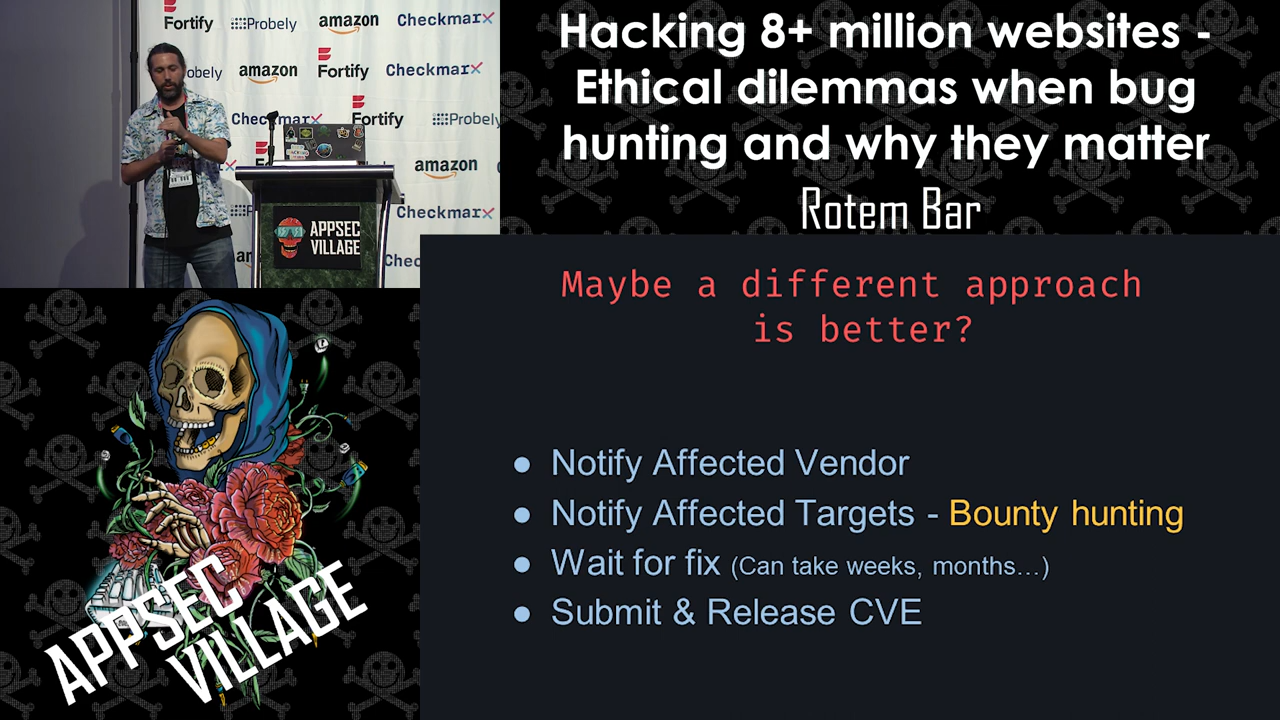 Fortify
Probely
amazon
Checkmarx
obely
amazon
Fortify
Checkmarx
Checkmarx
Fortify
Probely
amazon
Checkmarx
APPSEC
VILLAGE
Hacking 8+ million websites -
Ethical dilemmas when bug
hunting and why they matter
Rotem Bar
Maybe a different approach
is better?
● Notify Affected Vendor
● Notify Affected Targets - Bounty hunting
● Wait for fix (Can take weeks, months…)
● Submit & Release CVE
APPSEC
VILLAGE